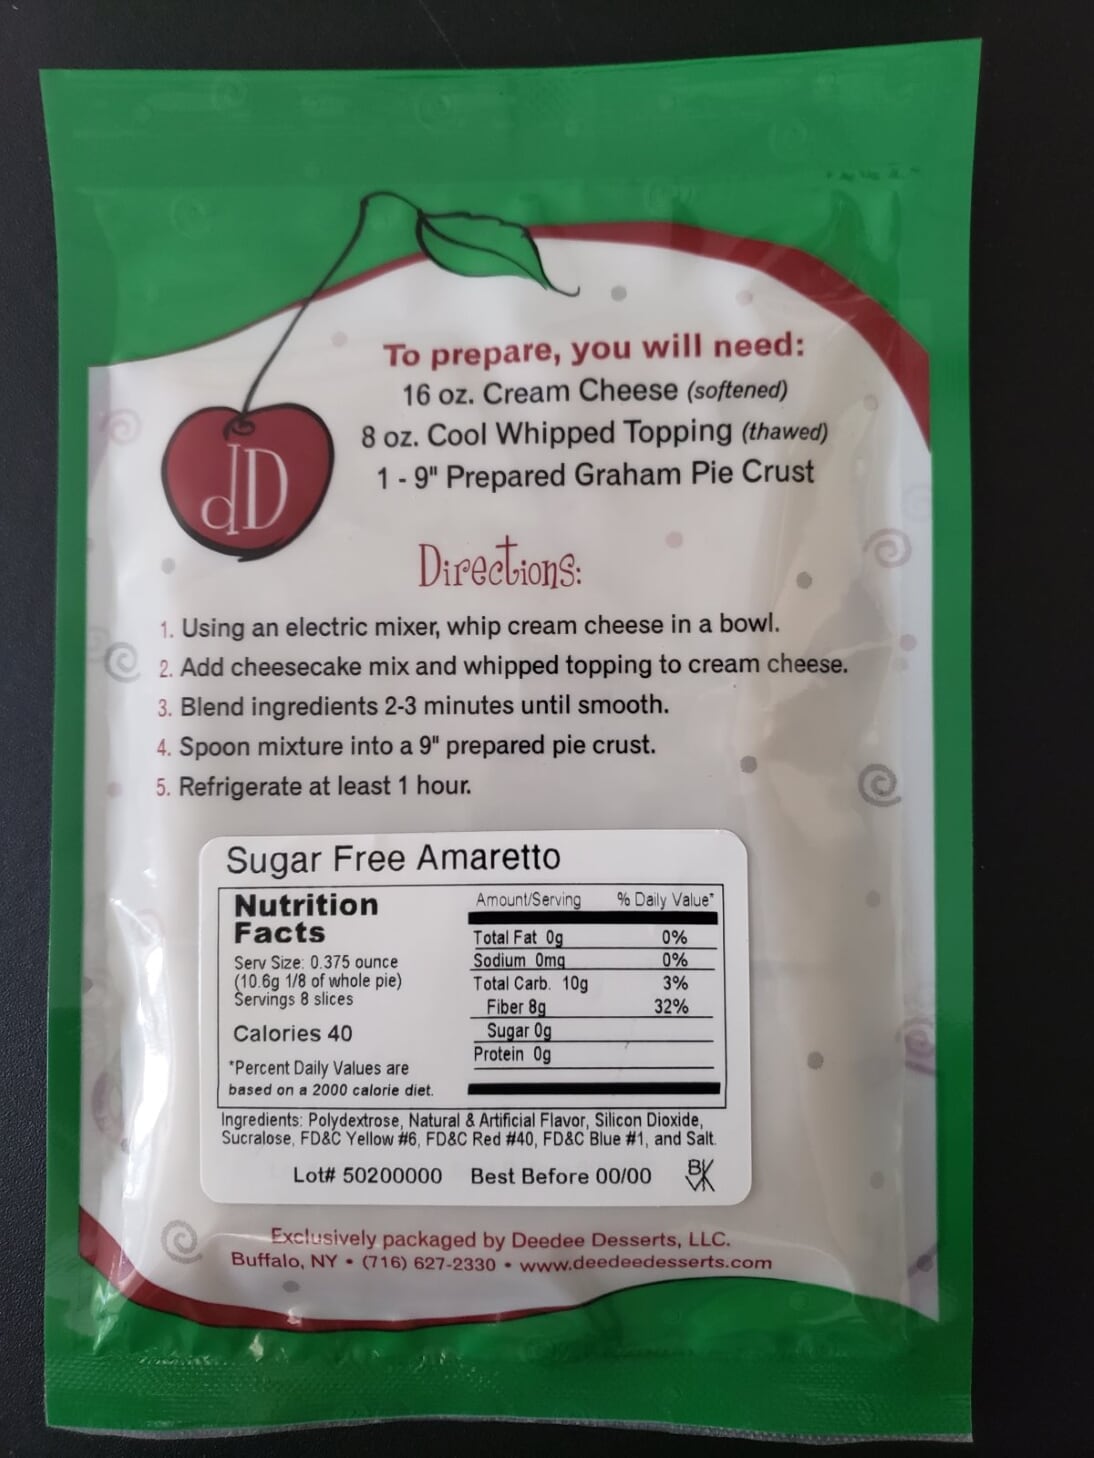 To prepare, you will need:
16 oz. Cream Cheese (softened)
8 oz. Cool Whipped Topping (thawed)
1 - 9" Prepared Graham Pie Crust
dD
Directions:
1. Using an electric mixer, whip cream cheese in a bowl.
2. Add cheesecake mix and whipped topping to cream cheese.
3. Blend ingredients 2-3 minutes until smooth.
4. Spoon mixture into a 9" prepared pie crust.
5. Refrigerate at least 1 hour.
Sugar Free Amaretto
Nutrition
Facts
Serv Size: 0.375 ounce
(10.6g 1/8 of whole pie)
Servings 8 slices
Calories 40
*Percent Daily Values are
based on a 2000 calorie diet.
Amount/Serving % Daily Value*
Total Fat 0g 0%
Sodium 0mg 0%
Total Carb. 10g 3%
Fiber 8g 32%
Sugar 0g
Protein 0g
Ingredients: Polydextrose, Natural & Artificial Flavor, Silicon Dioxide,
Sucralose, FD&C Yellow #6, FD&C Red #40, FD&C Blue #1, and Salt.
Lot# 50200000 Best Before 00/00
Exclusively packaged by Deedee Desserts, LLC.
Buffalo, NY • (716) 627-2330 • www.deedeedesserts.com